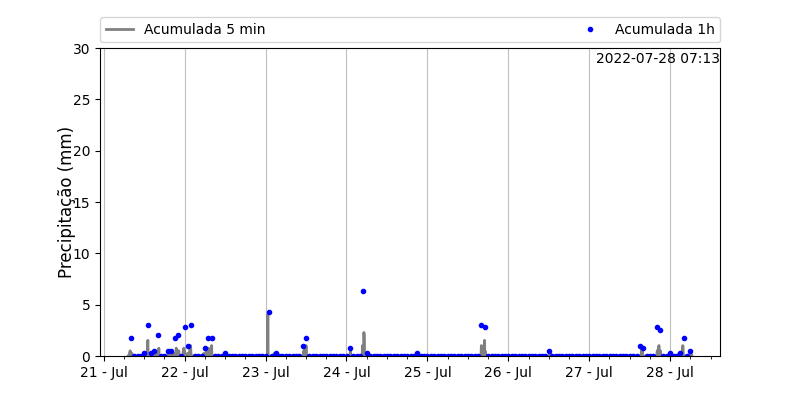 Acumulada 5 min
Acumulada 1h
2022-07-28 07:13
Precipitação (mm)
30
25
20
15
10
5
0
21 - Jul
22 - Jul
23 - Jul
24 - Jul
25 - Jul
26 - Jul
27 - Jul
28 - Jul